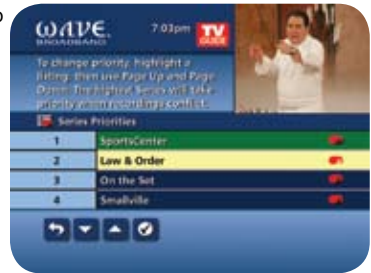 WAVE
BROADBAND
7:03pm
TV
GUIDE
To change priority, highlight a
listing, then use Page Up and Page
Down. The highest Series will take
priority when recordings conflict.
Series Priorities
1 SportsCenter
2 Law & Order
3 On the Set
4 Smallville